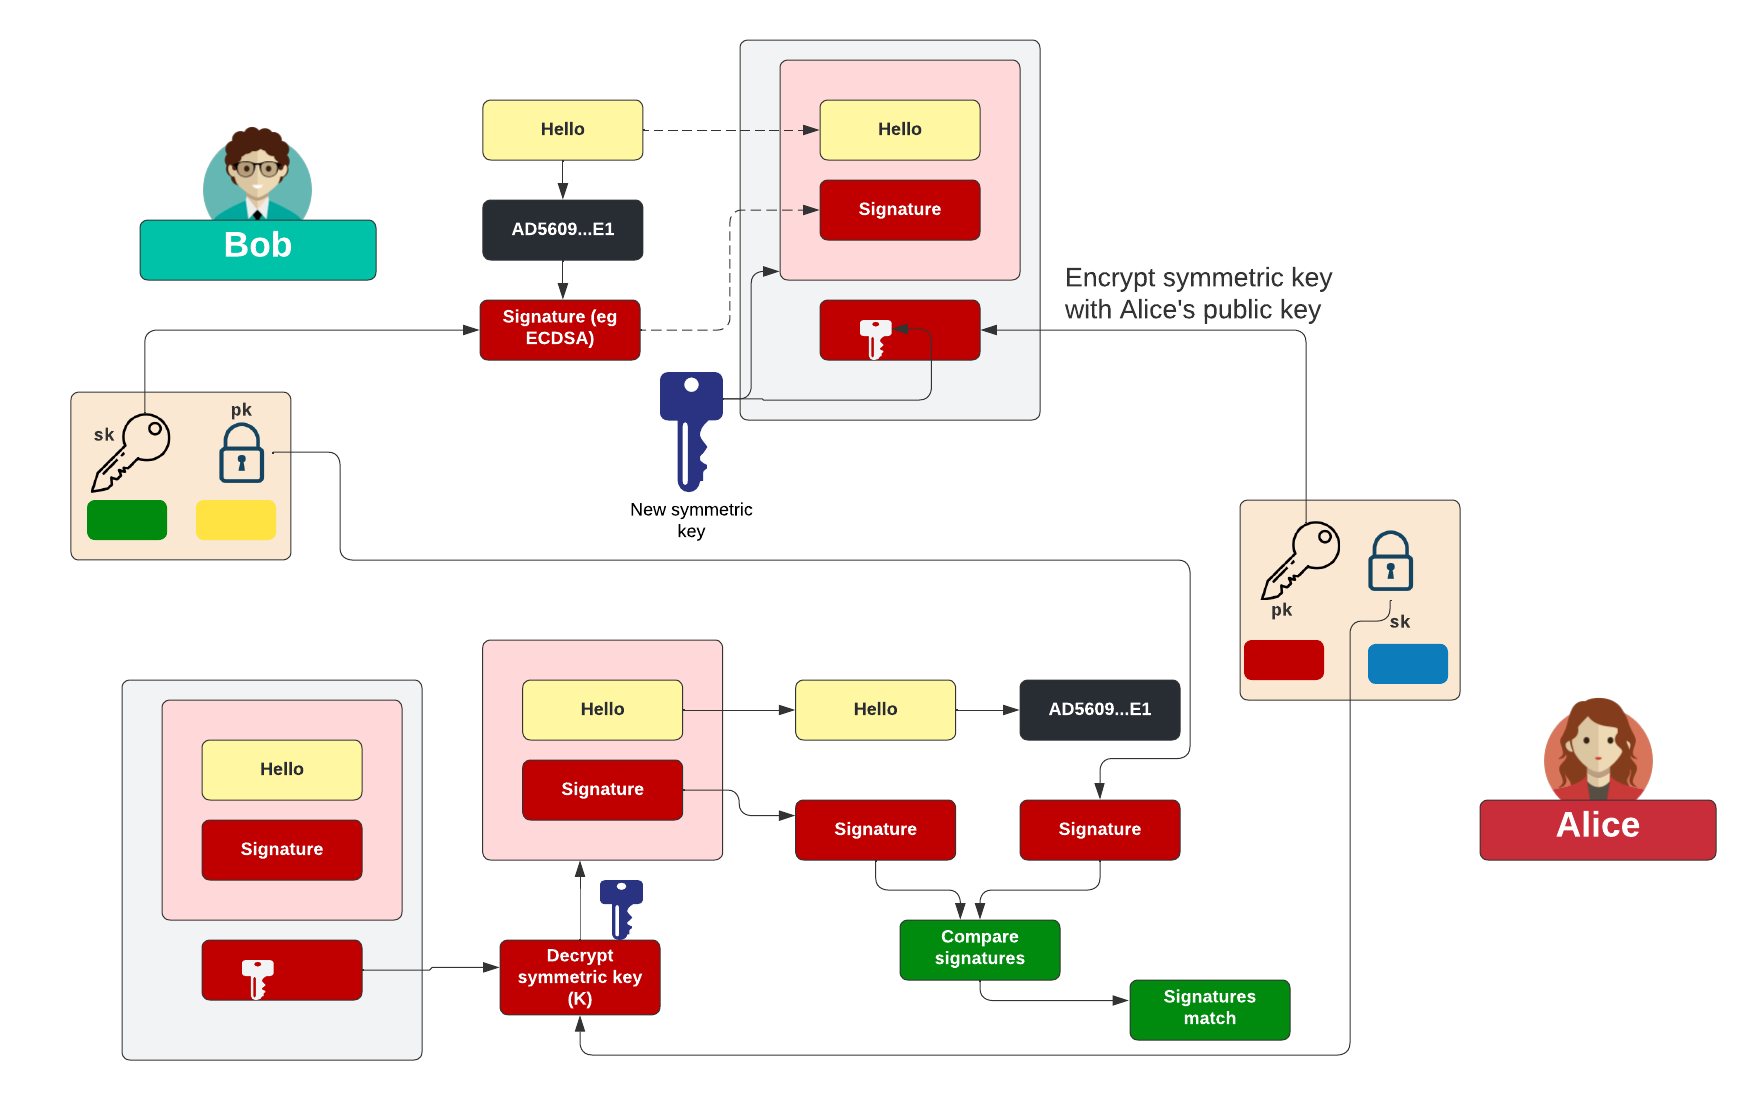 Hello
Hello
AD5609...E1
Signature
Bob
Signature (eg
ECDSA)
Encrypt symmetric key
with Alice's public key
pk
sk
New symmetric
key
pk
sk
Hello
Hello
AD5609...E1
Hello
Signature
Signature
Signature
Signature
Alice
Compare
signatures
Decrypt
symmetric key
(K)
Signatures
match